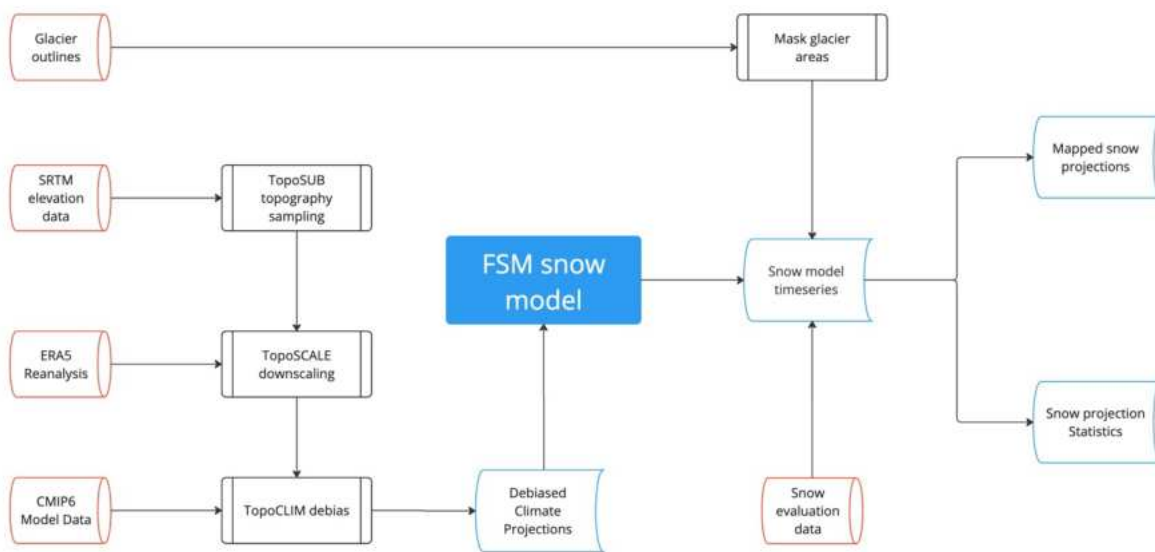 Glacier
outlines
Mask glacier
areas
SRTM
elevation
data
TopoSUB
topography
sampling
Mapped snow
projections
FSM snow
model
Snow model
timeseries
ERA5
Reanalysis
TopoSCALE
downscaling
Snow projection
Statistics
CMIP6
Model Data
TopoCLIM debias
Debiased
Climate
Projections
Snow
evaluation
data